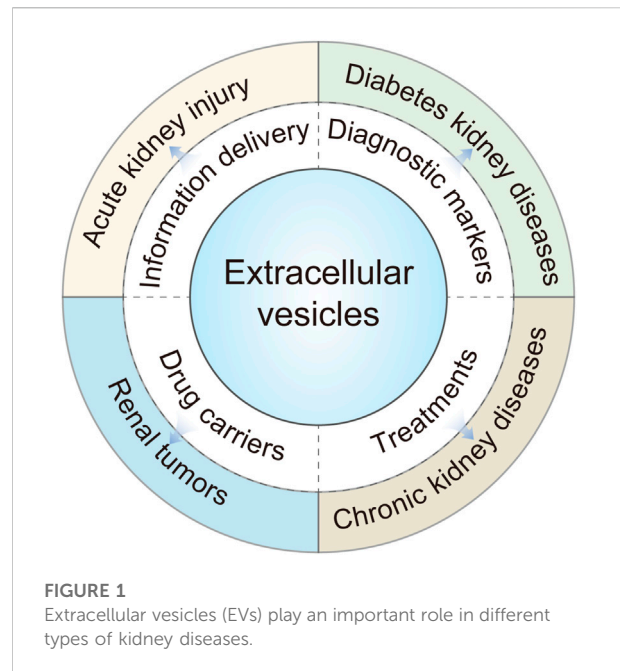 Acute kidney injury
Diabetes kidney diseases
Information delivery
Diagnostic markers
Extracellular
vesicles
Drug carriers
Treatments
Renal tumors
Chronic kidney diseases
FIGURE 1
Extracellular vesicles (EVs) play an important role in different
types of kidney diseases.